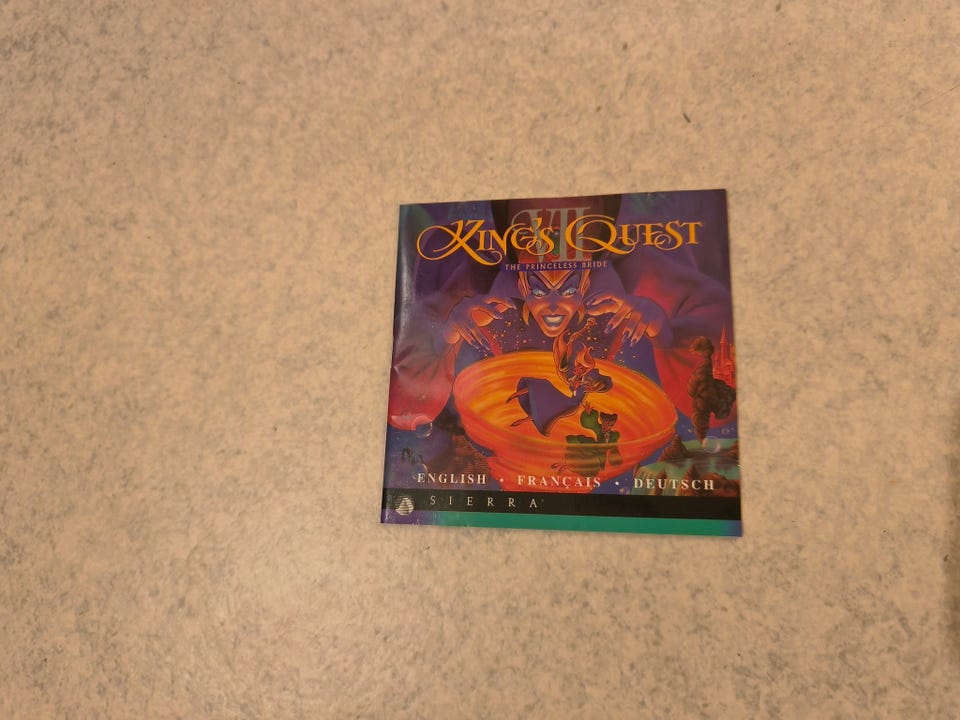 VII
KING'S QUEST
THE PRINCELESS BRIDE
ENGLISH • FRANÇAIS • DEUTSCH
SIERRA